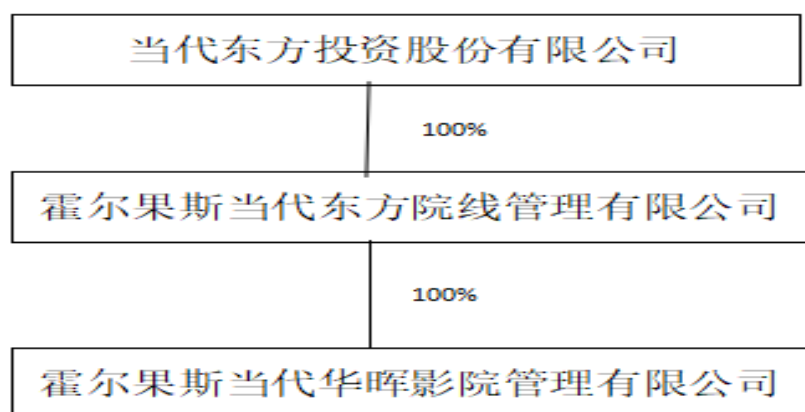 当代东方投资股份有限公司
100%
霍尔果斯当代东方院线管理有限公司
100%
霍尔果斯当代华晖影院管理有限公司